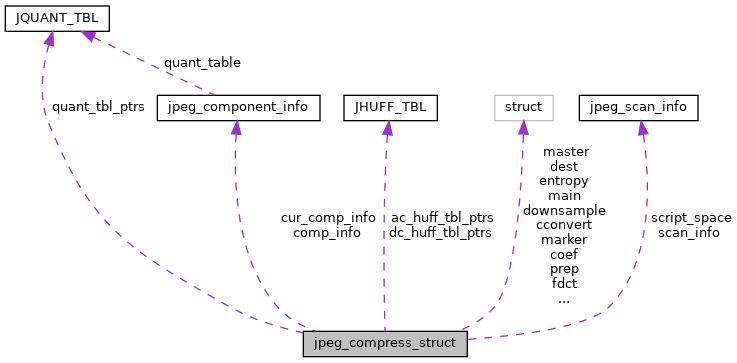 JQUANT_TBL
quant_table
quant_tbl_ptrs
jpeg_component_info
JHUFF_TBL
struct
jpeg_scan_info
cur_comp_info
comp_info
ac_huff_tbl_ptrs
dc_huff_tbl_ptrs
master
dest
entropy
main
downsample
cconvert
marker
coef
prep
fdct
...
script_space
scan_info
jpeg_compress_struct